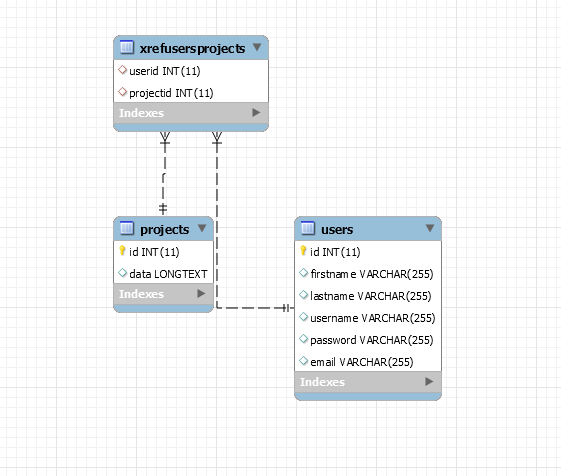 xrefusersprojects
userid INT(11)
projectid INT(11)
Indexes
projects
id INT(11)
data LONGTEXT
Indexes
users
id INT(11)
firstname VARCHAR(255)
lastname VARCHAR(255)
username VARCHAR(255)
password VARCHAR(255)
email VARCHAR(255)
Indexes